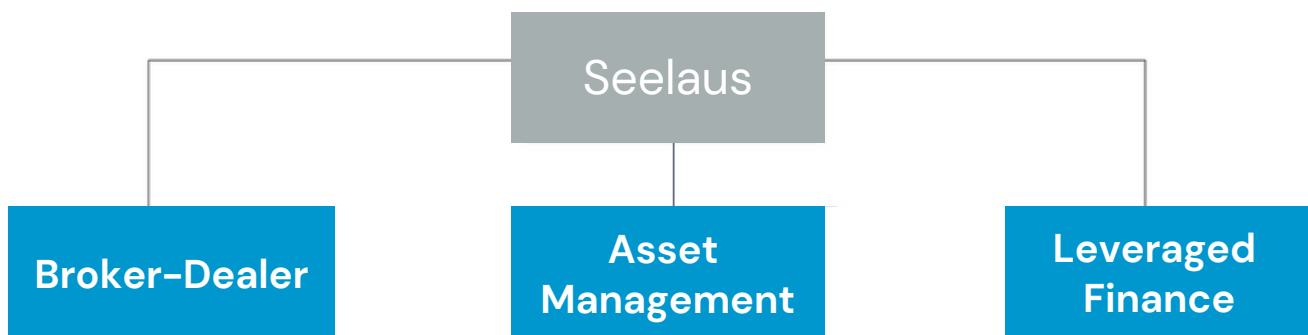 Seelaus
Broker-Dealer
Asset
Management
Leveraged
Finance